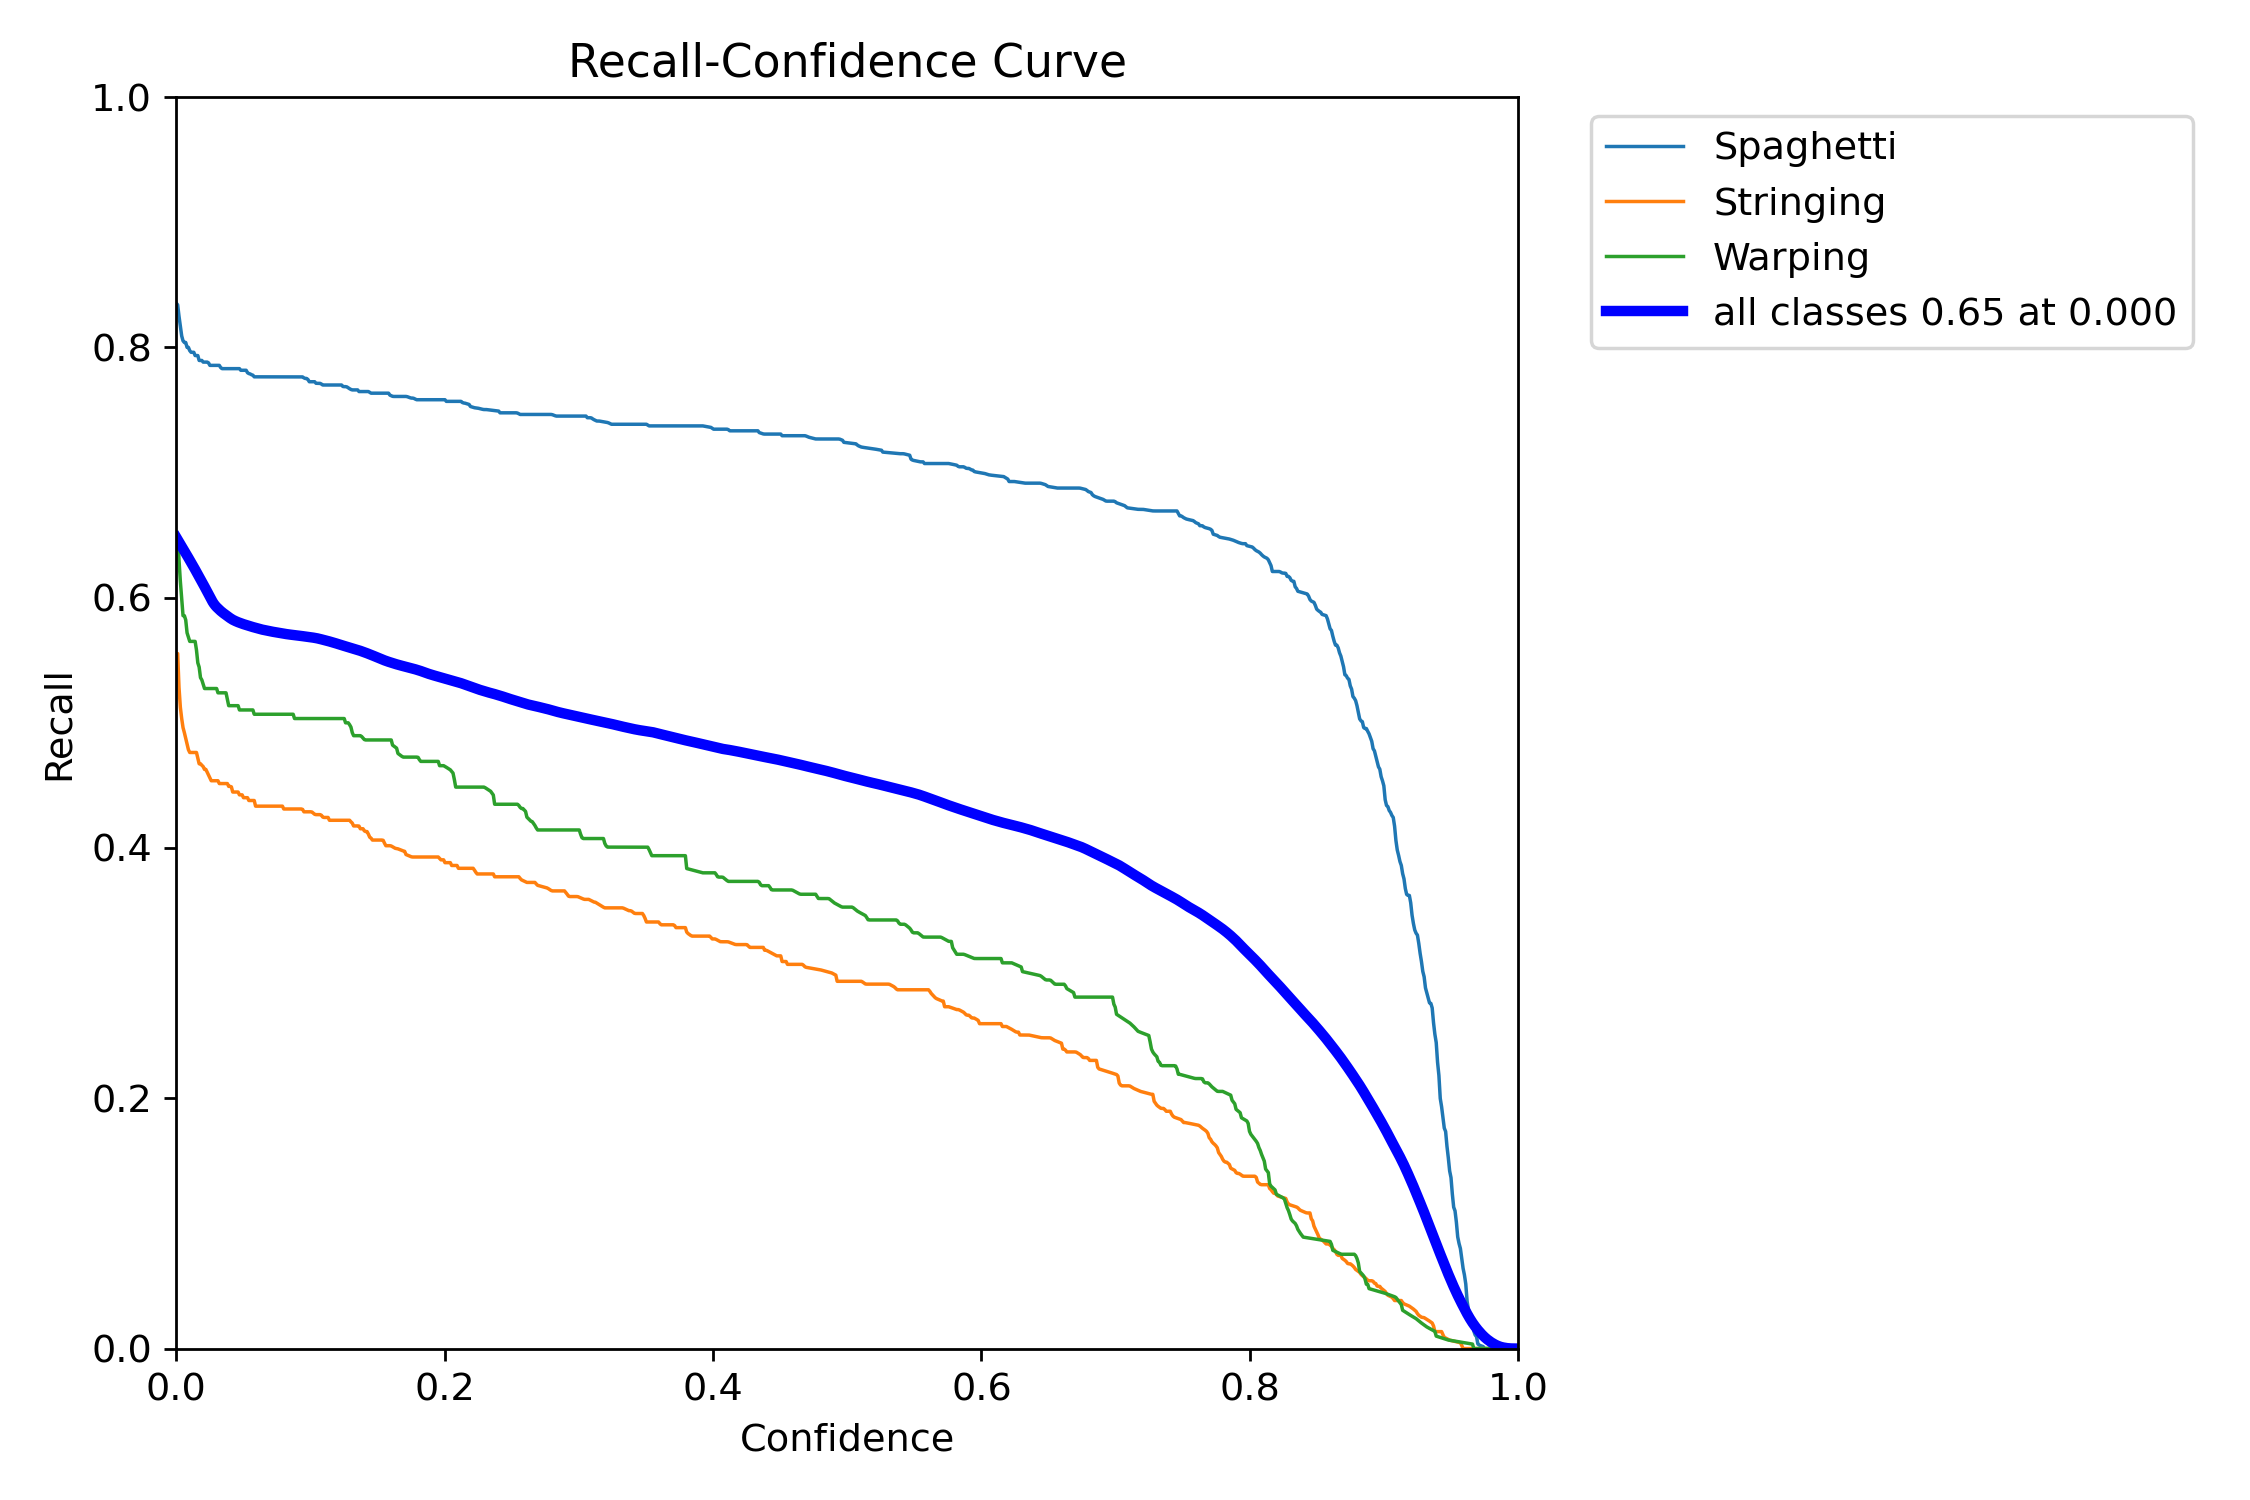 Recall-Confidence Curve
1.0
0.8
0.6
0.4
0.2
0.0
Recall
0.0 0.2 0.4 0.6 0.8 1.0
Confidence
Spaghetti
Stringing
Warping
all classes 0.65 at 0.000